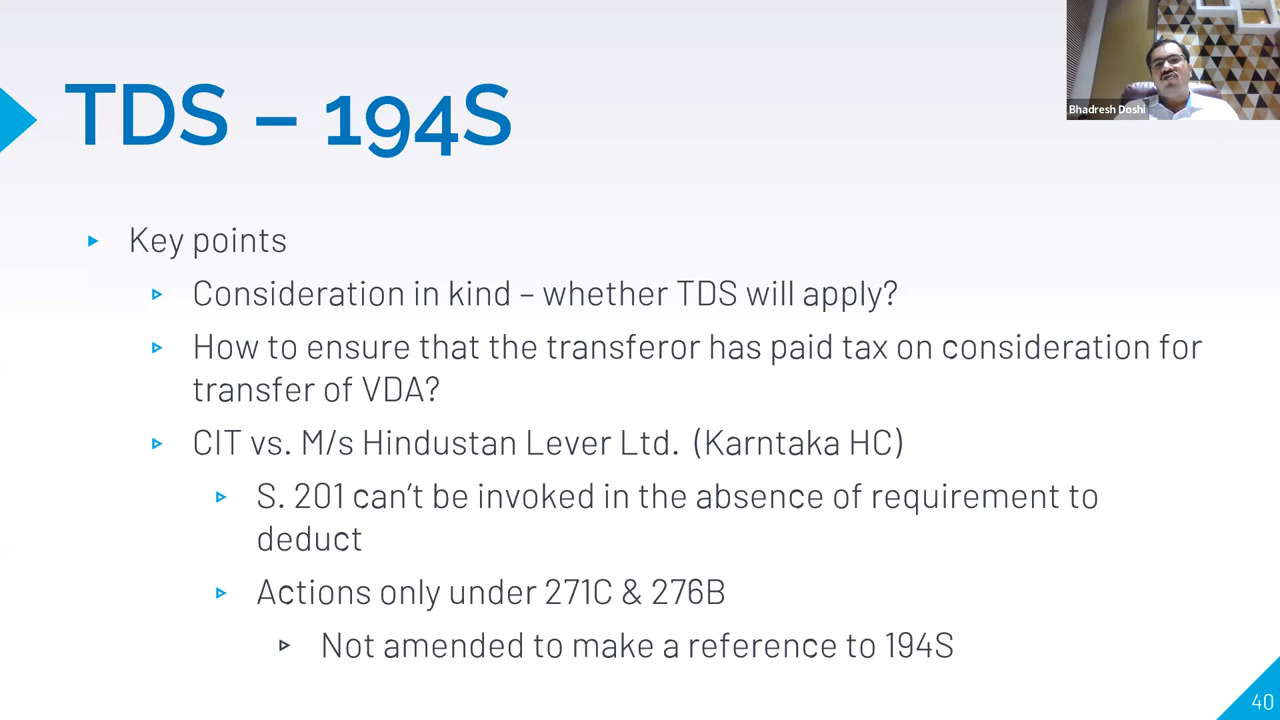 TDS – 194S
Bhadresh Doshi
Key points
Consideration in kind – whether TDS will apply?
How to ensure that the transferor has paid tax on consideration for
transfer of VDA?
CIT vs. M/s Hindustan Lever Ltd. (Karntaka HC)
S. 201 can't be invoked in the absence of requirement to
deduct
Actions only under 271C & 276B
Not amended to make a reference to 194S
40